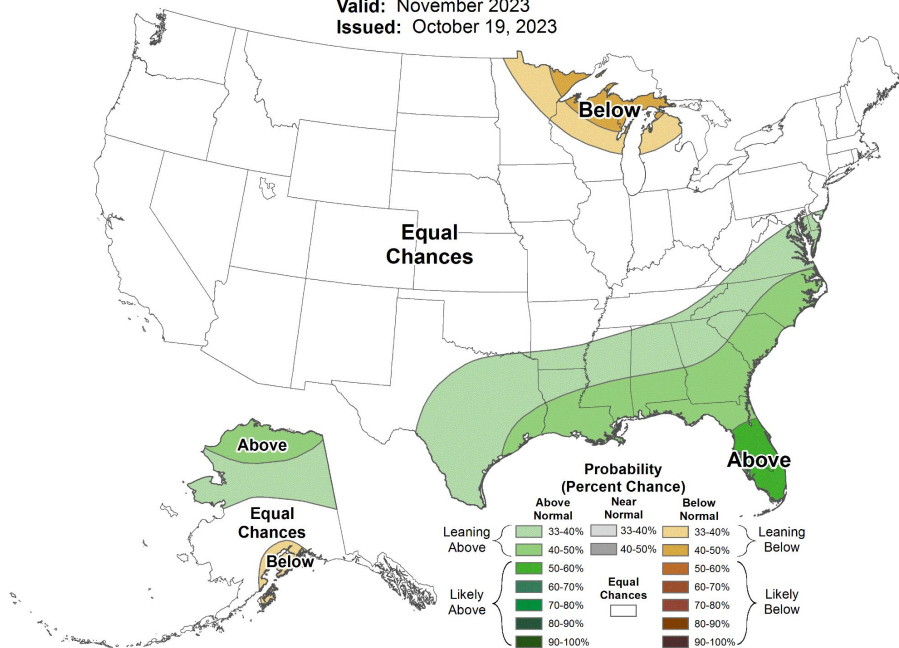 Valid: November 2023
Issued: October 19, 2023
Below
Equal
Chances
Above
Above
Equal
Chances
Below
Probability
(Percent Chance)
Above
Normal
Near
Normal
Below
Normal
Leaning
Above
33-40%
40-50%
33-40%
40-50%
33-40%
40-50%
Leaning
Below
Likely
Above
50-60%
60-70%
70-80%
80-90%
90-100%
Equal
Chances
50-60%
60-70%
70-80%
80-90%
90-100%
Likely
Below